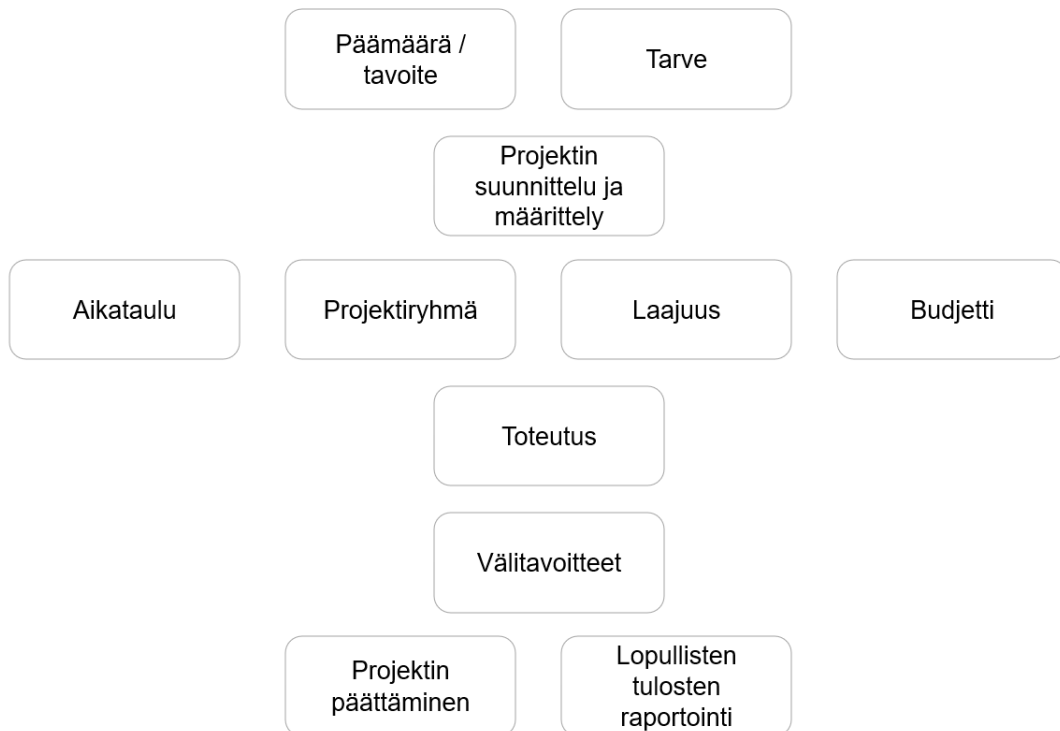 Päämäärä /
tavoite
Tarve
Projektin
suunnittelu ja
määrittely
Aikataulu
Projektiryhmä
Laajuus
Budjetti
Toteutus
Välitavoitteet
Projektin
päättäminen
Lopullisten
tulosten
raportointi